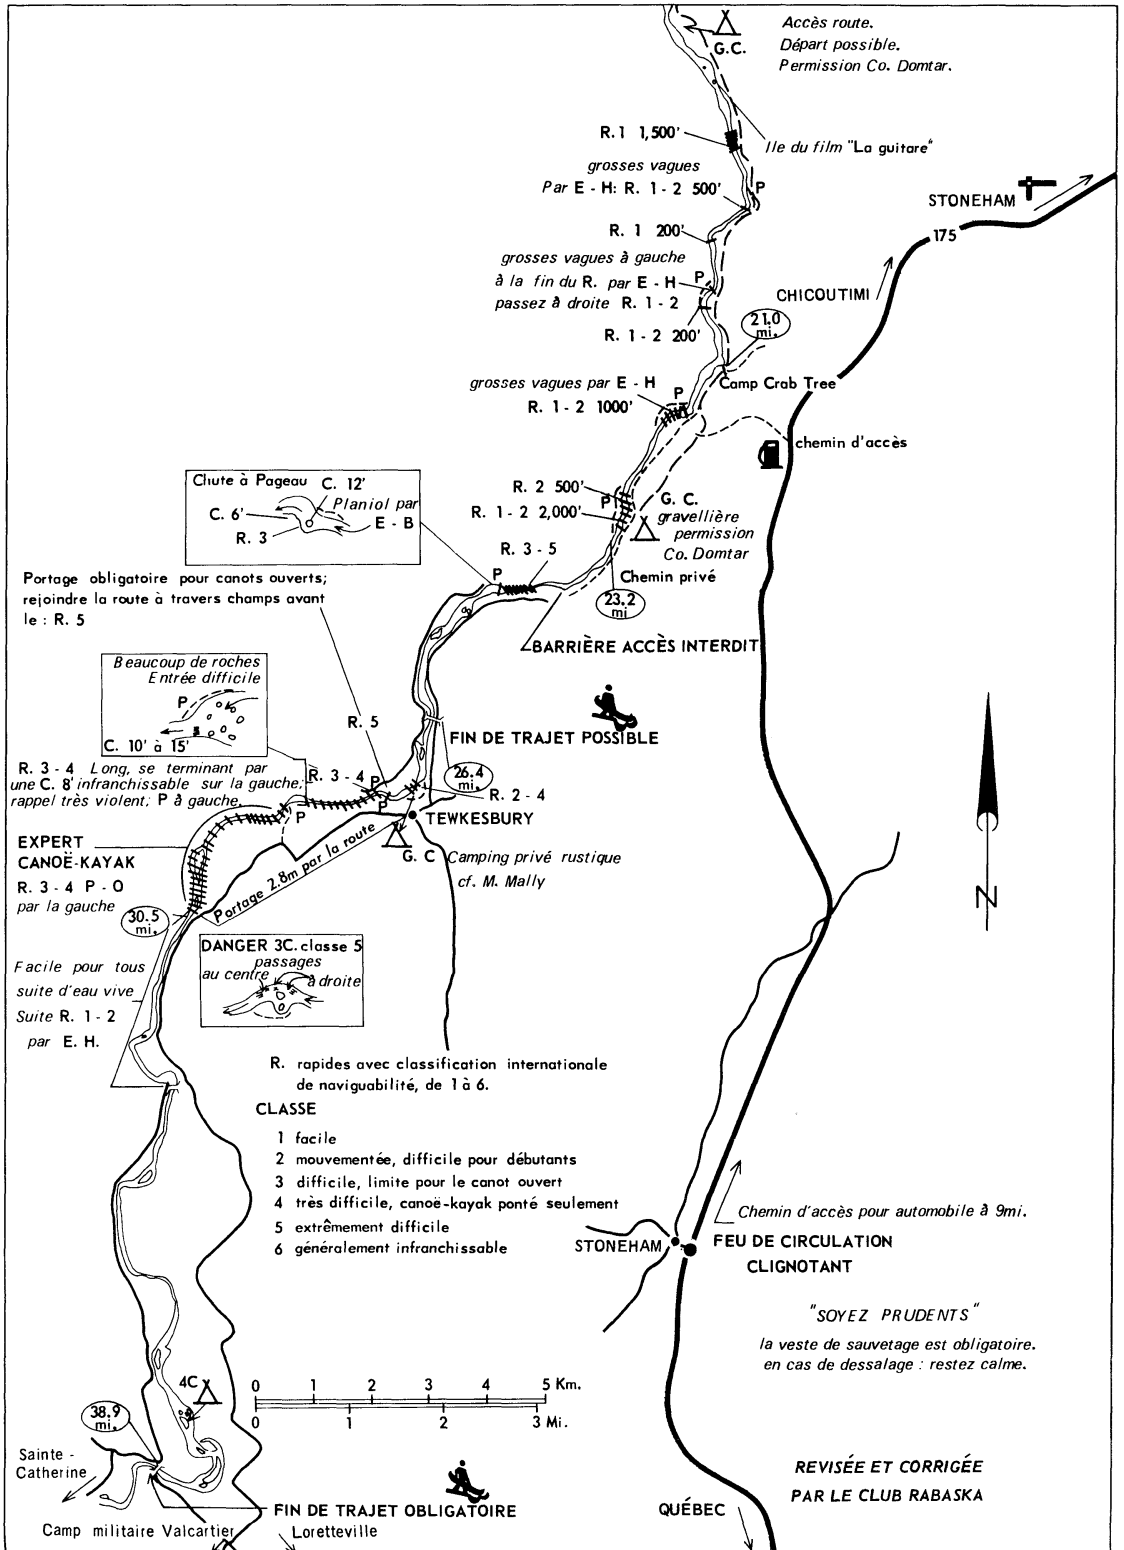 Accès route.
Départ possible.
Permission Co. Domtar.
G.C.
R.1 1,500'
Ile du film "La guitare"
grosses vagues
Par E - H: R. 1 - 2 500'
P
STONEHAM
175
R. 1 200'
grosses vagues à gauche
à la fin du R. par E - H
passez à droite R. 1 - 2
P
CHICOUTIMI
R. 1 - 2 200'
21.0
mi.
Camp Crab Tree
grosses vagues par E - H
P
R. 1 - 2 1000'
chemin d'accès
Chute à Pageau C. 12'
Planiol par
C. 6'
E - B
R. 3
R. 2 500'
P
R. 1 - 2 2,000'
G. C.
gravellière
permission
Co. Domtar
R. 3 - 5
P
Chemin privé
23.2
mi
Portage obligatoire pour canots ouverts;
rejoindre la route à travers champs avant
le : R. 5
BARRIÈRE ACCÈS INTERDIT
Beaucoup de roches
Entrée difficile
P
C. 10' à 15'
R. 5
FIN DE TRAJET POSSIBLE
R. 3 - 4 Long, se terminant par
une C. 8' infranchissable sur la gauche;
rappel très violent; P à gauche.
R. 3 - 4
P
P
P
26.4
mi.
R. 2 - 4
TEWKESBURY
G. C
Camping privé rustique
cf. M. Mally
Portage 2.8m par la route
EXPERT
CANOË-KAYAK
R. 3 - 4 P - O
par la gauche
30.5
mi.
DANGER 3C. classe 5
passages
au centre
à droite
Facile pour tous
suite d'eau vive
Suite R. 1 - 2
par E. H.
N
R. rapides avec classification internationale
de naviguabilité, de 1 à 6.
CLASSE
1 facile
2 mouvementée, difficile pour débutants
3 difficile, limite pour le canot ouvert
4 très difficile, canoë-kayak ponté seulement
5 extrêmement difficile
6 généralement infranchissable
Chemin d'accès pour automobile à 9mi.
STONEHAM
FEU DE CIRCULATION
CLIGNOTANT
"SOYEZ PRUDENTS"
la veste de sauvetage est obligatoire.
en cas de dessalage : restez calme.
4C
0 1 2 3 4 5 Km.
0 1 2 3 Mi.
38.9
mi.
Sainte -
Catherine
REVISÉE ET CORRIGÉE
PAR LE CLUB RABASKA
FIN DE TRAJET OBLIGATOIRE
QUÉBEC
Camp militaire Valcartier
Loretteville